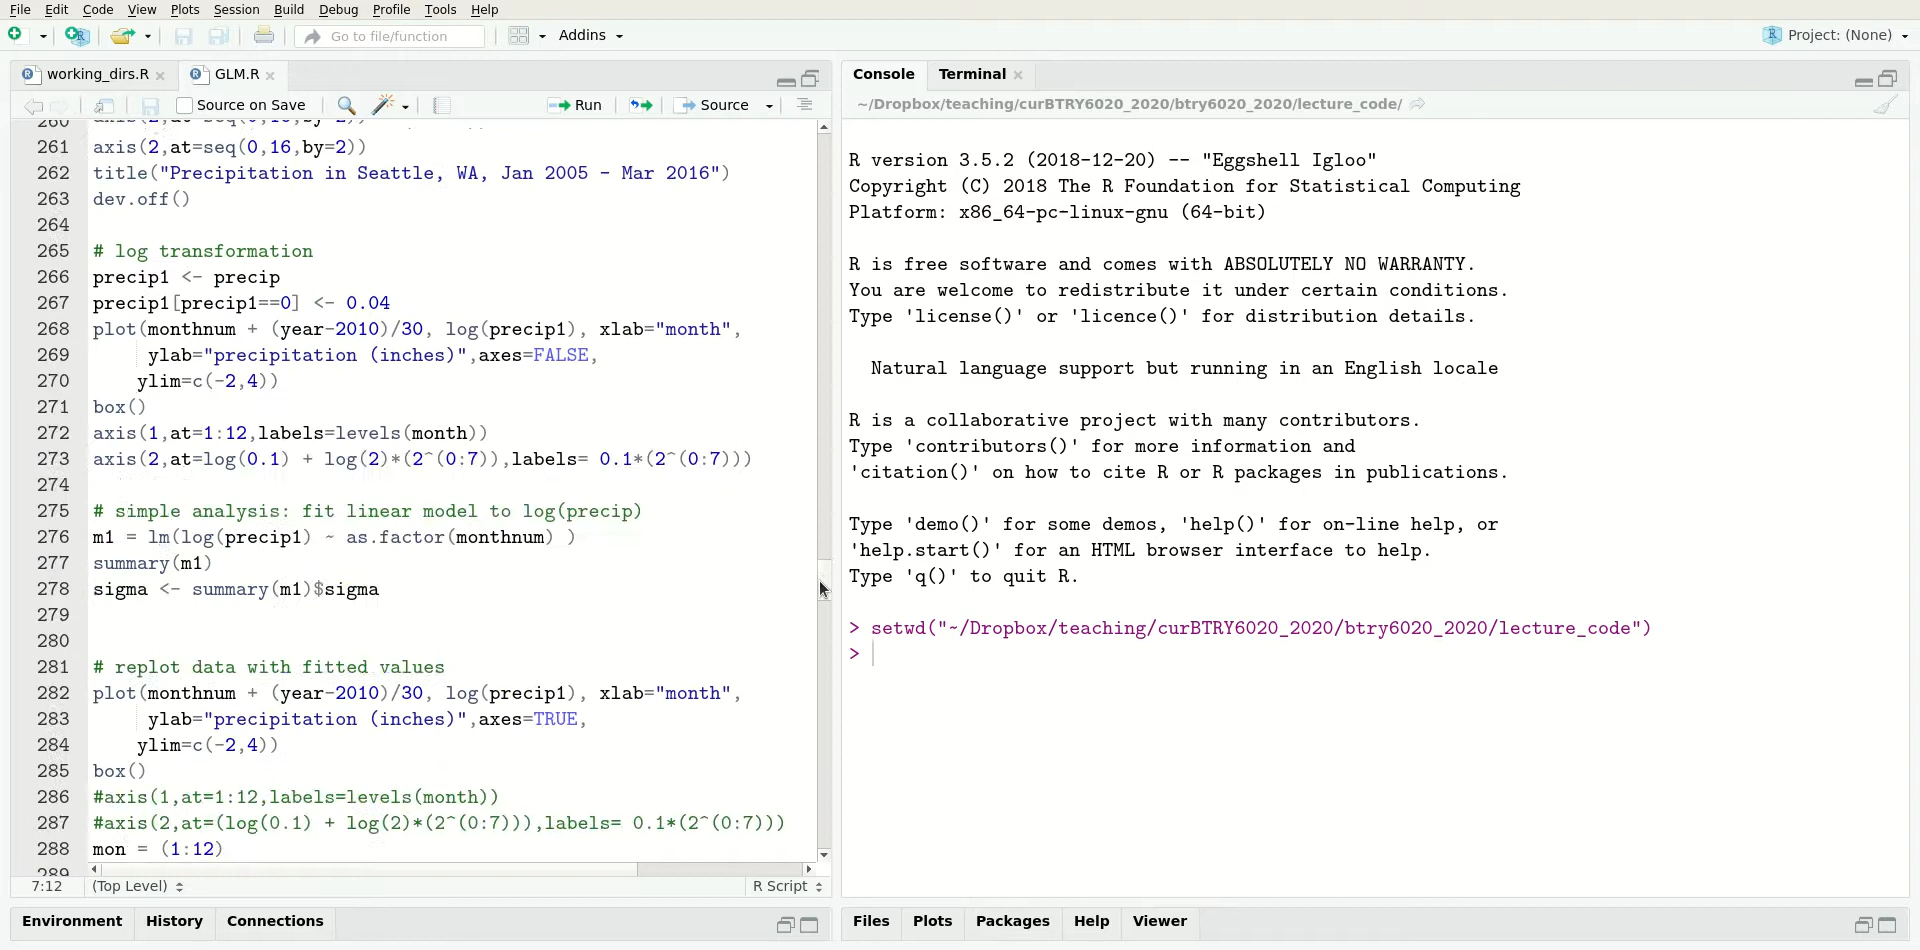 File Edit Code View Plots Session Build Debug Profile Tools Help
Go to file/function Addins Project: (None)
working_dirs.R GLM.R
Source on Save Run Source
260 axis(2,at=seq(0,16,by=2))
261 axis(2,at=seq(0,16,by=2))
262 title("Precipitation in Seattle, WA, Jan 2005 - Mar 2016")
263 dev.off()
264
265 # log transformation
266 precip1 <- precip
267 precip1[precip1==0] <- 0.04
268 plot(monthnum + (year-2010)/30, log(precip1), xlab="month",
269 ylab="precipitation (inches)",axes=FALSE,
270 ylim=c(-2,4))
271 box()
272 axis(1,at=1:12,labels=levels(month))
273 axis(2,at=log(0.1) + log(2)*(2^(0:7)),labels= 0.1*(2^(0:7)))
274
275 # simple analysis: fit linear model to log(precip)
276 m1 = lm(log(precip1) ~ as.factor(monthnum) )
277 summary(m1)
278 sigma <- summary(m1)$sigma
279
280
281 # replot data with fitted values
282 plot(monthnum + (year-2010)/30, log(precip1), xlab="month",
283 ylab="precipitation (inches)",axes=TRUE,
284 ylim=c(-2,4))
285 box()
286 #axis(1,at=1:12,labels=levels(month))
287 #axis(2,at=(log(0.1) + log(2)*(2^(0:7))),labels= 0.1*(2^(0:7)))
288 mon = (1:12)
289
7:12 (Top Level) R Script
Environment History Connections
Console Terminal
~/Dropbox/teaching/curBTRY6020_2020/btry6020_2020/lecture_code/
R version 3.5.2 (2018-12-20) -- "Eggshell Igloo"
Copyright (C) 2018 The R Foundation for Statistical Computing
Platform: x86_64-pc-linux-gnu (64-bit)
R is free software and comes with ABSOLUTELY NO WARRANTY.
You are welcome to redistribute it under certain conditions.
Type 'license()' or 'licence()' for distribution details.
Natural language support but running in an English locale
R is a collaborative project with many contributors.
Type 'contributors()' for more information and
'citation()' on how to cite R or R packages in publications.
Type 'demo()' for some demos, 'help()' for on-line help, or
'help.start()' for an HTML browser interface to help.
Type 'q()' to quit R.
> setwd("~/Dropbox/teaching/curBTRY6020_2020/btry6020_2020/lecture_code")
>
Files Plots Packages Help Viewer